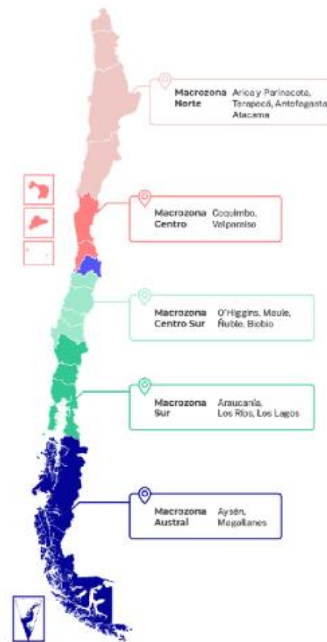 Macrozona Norte
Arica y Parinacota,
Tarapacá, Antofagasta
Atacama
Macrozona Centro
Coquimbo,
Valparaíso
Macrozona Centro Sur
O'Higgins, Maule,
Ñuble, Biobío
Macrozona Sur
Araucanía,
Los Ríos, Los Lagos
Macrozona Austral
Aysén,
Magallanes